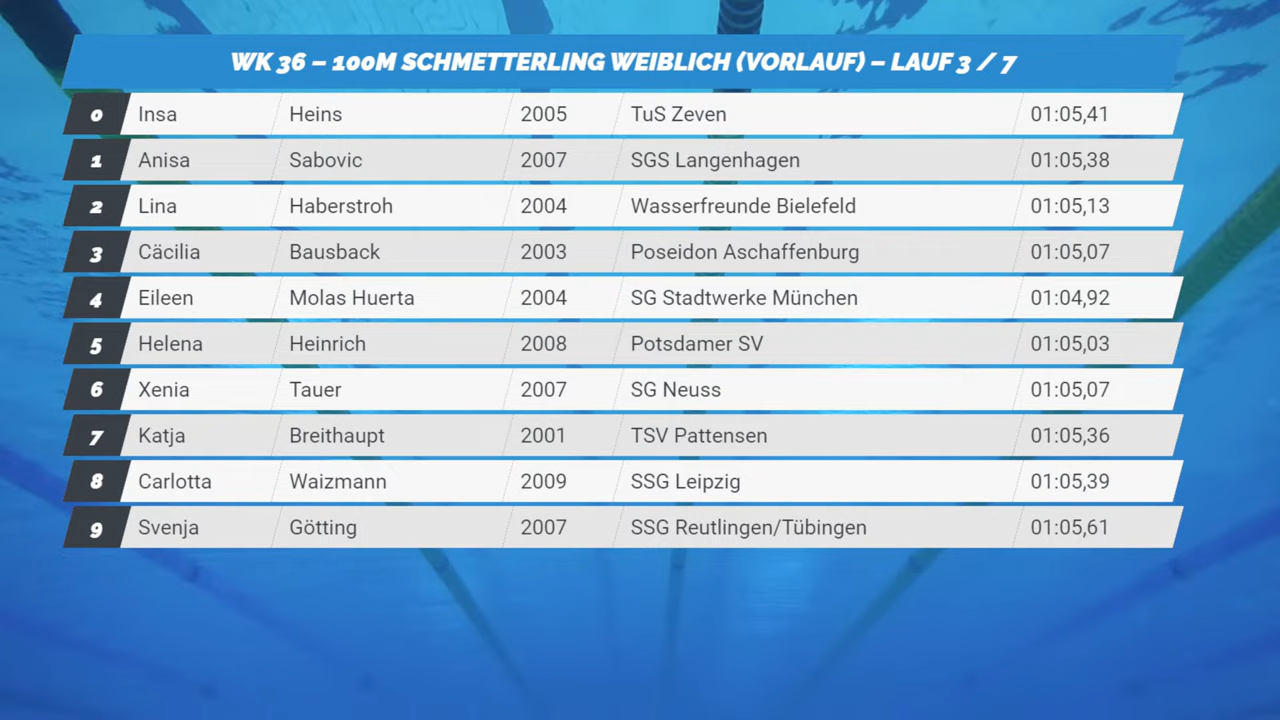 WK 36 – 100M SCHMETTERLING WEIBLICH (VORLAUF) – LAUF 3 / 7
0 Insa Heins 2005 TuS Zeven 01:05,41
1 Anisa Sabovic 2007 SGS Langenhagen 01:05,38
2 Lina Haberstroh 2004 Wasserfreunde Bielefeld 01:05,13
3 Cäcilia Bausback 2003 Poseidon Aschaffenburg 01:05,07
4 Eileen Molas Huerta 2004 SG Stadtwerke München 01:04,92
5 Helena Heinrich 2008 Potsdamer SV 01:05,03
6 Xenia Tauer 2007 SG Neuss 01:05,07
7 Katja Breithaupt 2001 TSV Pattensen 01:05,36
8 Carlotta Waizmann 2009 SSG Leipzig 01:05,39
9 Svenja Götting 2007 SSG Reutlingen/Tübingen 01:05,61